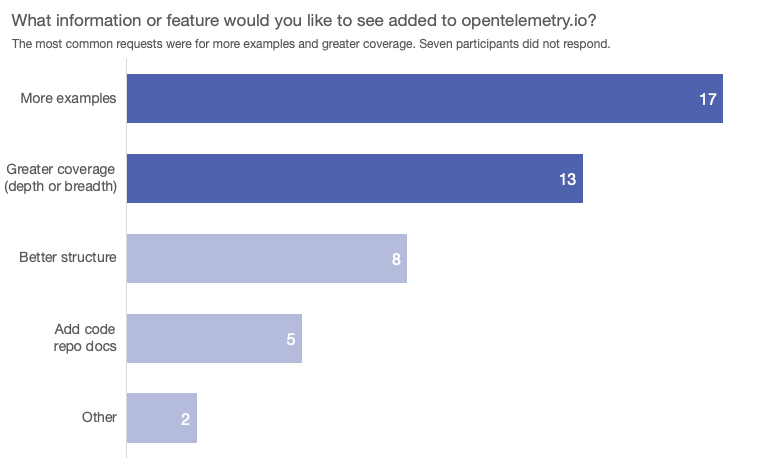 What information or feature would you like to see added to opentelemetry.io?
The most common requests were for more examples and greater coverage. Seven participants did not respond.
More examples
17
Greater coverage
(depth or breadth)
13
Better structure
8
Add code
repo docs
5
Other
2